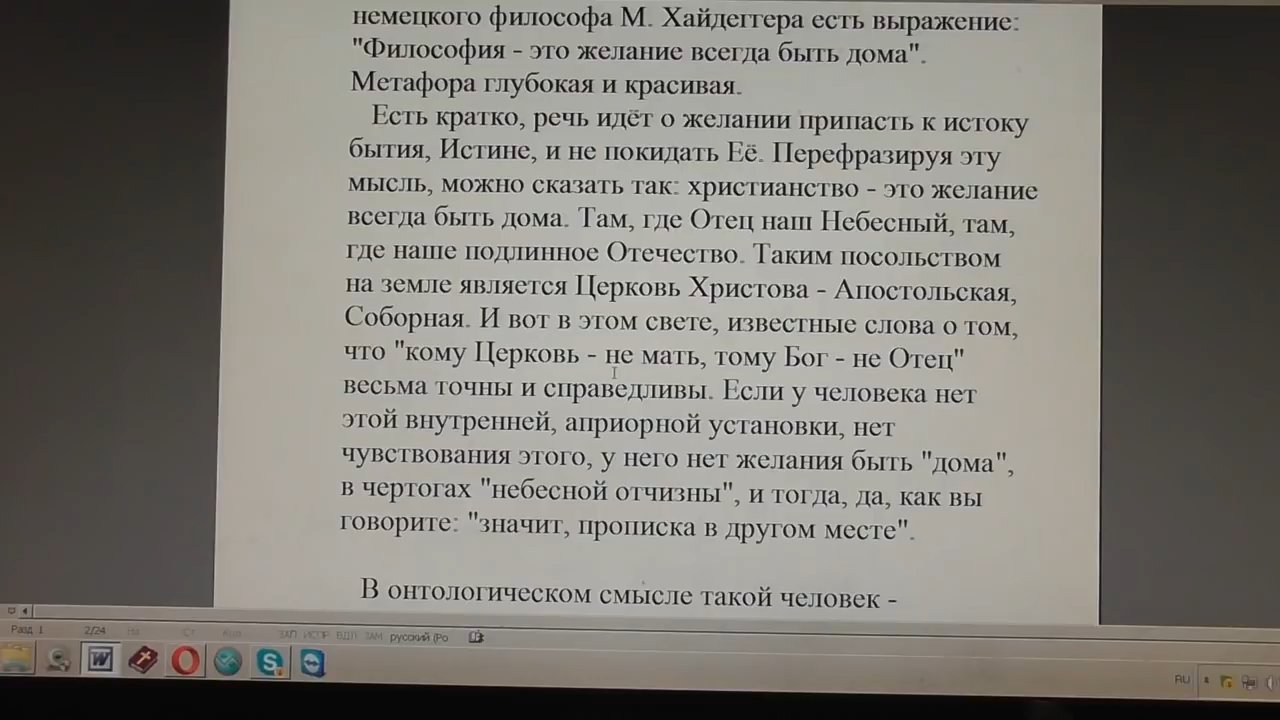 немецкого философа М. Хайдеггера есть выражение:
"Философия - это желание всегда быть дома".
Метафора глубокая и красивая.
Есть кратко, речь идёт о желании припасть к истоку
бытия, Истине, и не покидать Её. Перефразируя эту
мысль, можно сказать так: христианство - это желание
всегда быть дома. Там, где Отец наш Небесный, там,
где наше подлинное Отечество. Таким посольством
на земле является Церковь Христова - Апостольская,
Соборная. И вот в этом свете, известные слова о том,
что "кому Церковь - не мать, тому Бог - не Отец"
весьма точны и справедливы. Если у человека нет
этой внутренней, априорной установки, нет
чувствования этого, у него нет желания быть "дома",
в чертогах "небесной отчизны", и тогда, да, как вы
говорите: "значит, прописка в другом месте".
В онтологическом смысле такой человек -
Разд 1 2/24 На Ст Кол ЗАП ИСПР ВДЛ ЗАМ русский (Ро
W S RU